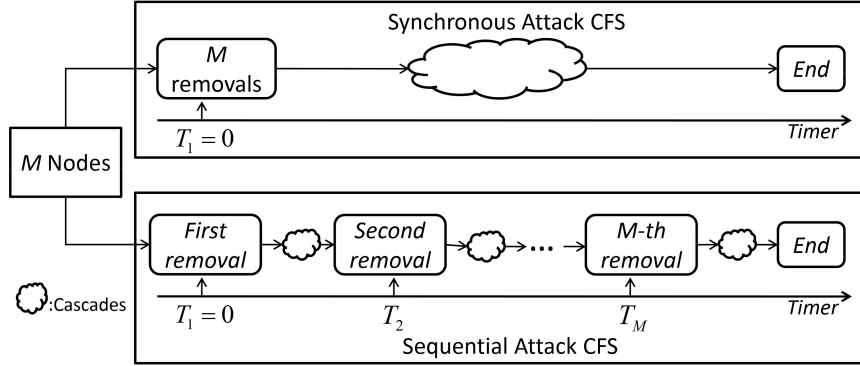 Synchronous Attack CFS
M
removals
End
T₁ = 0
Timer
M Nodes
First
removal
Second
removal
...
M-th
removal
End
:Cascades
T₁ = 0
T₂
T_M
Timer
Sequential Attack CFS